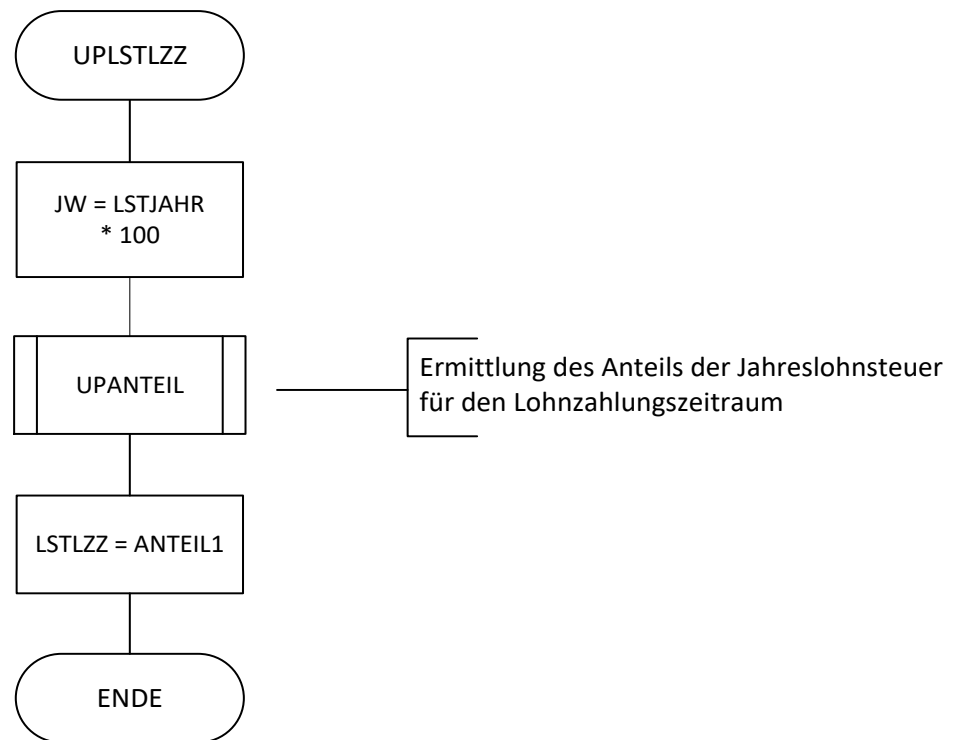 UPLSTLZZ
JW = LSTJAHR
* 100
UPANTEIL
Ermittlung des Anteils der Jahreslohnsteuer
für den Lohnzahlungszeitraum
LSTLZZ = ANTEIL1
ENDE